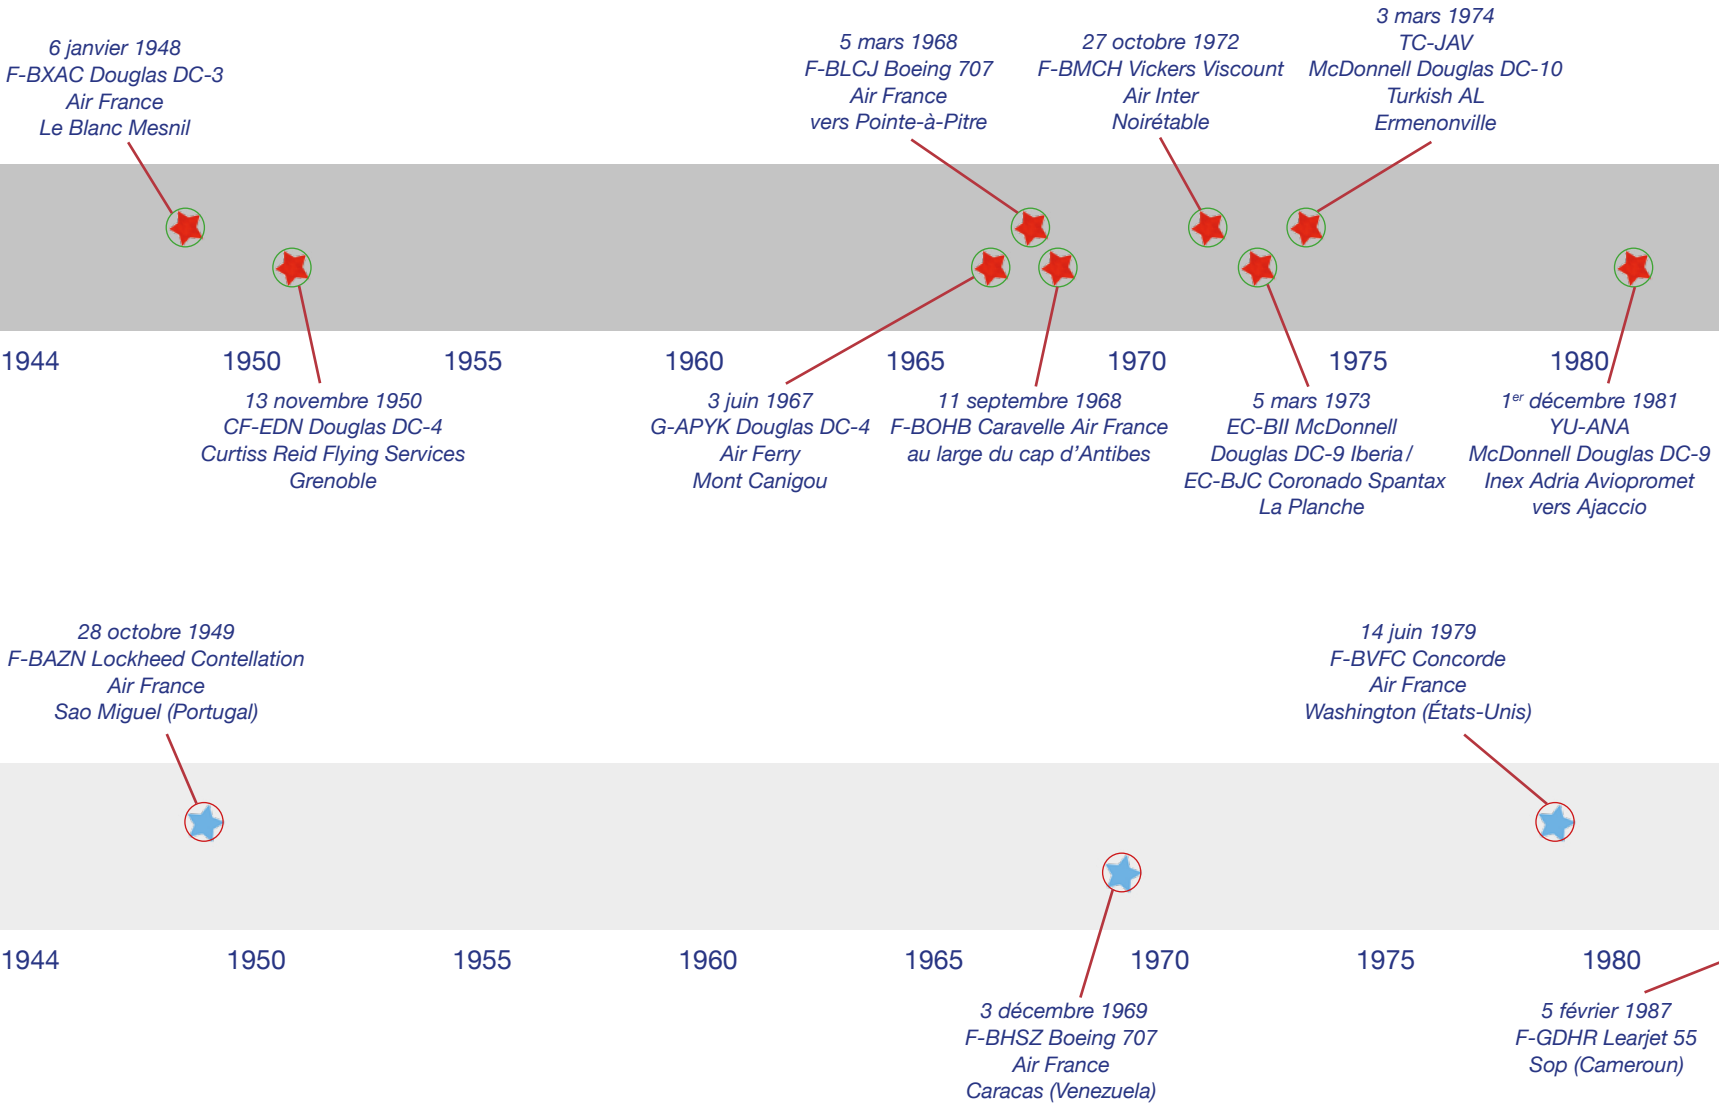 6 janvier 1948
F-BXAC Douglas DC-3
Air France
Le Blanc Mesnil
5 mars 1968
F-BLCJ Boeing 707
Air France
vers Pointe-à-Pitre
27 octobre 1972
F-BMCH Vickers Viscount
Air Inter
Noirétable
3 mars 1974
TC-JAV
McDonnell Douglas DC-10
Turkish AL
Ermenonville
1944 1950 1955 1960 1965 1970 1975 1980
13 novembre 1950
CF-EDN Douglas DC-4
Curtiss Reid Flying Services
Grenoble
3 juin 1967
G-APYK Douglas DC-4
Air Ferry
Mont Canigou
11 septembre 1968
F-BOHB Caravelle Air France
au large du cap d’Antibes
5 mars 1973
EC-BII McDonnell
Douglas DC-9 Iberia /
EC-BJC Coronado Spantax
La Planche
1er décembre 1981
YU-ANA
McDonnell Douglas DC-9
Inex Adria Aviopromet
vers Ajaccio
28 octobre 1949
F-BAZN Lockheed Contellation
Air France
Sao Miguel (Portugal)
14 juin 1979
F-BVFC Concorde
Air France
Washington (États-Unis)
1944 1950 1955 1960 1965 1970 1975 1980
3 décembre 1969
F-BHSZ Boeing 707
Air France
Caracas (Venezuela)
5 février 1987
F-GDHR Learjet 55
Sop (Cameroun)